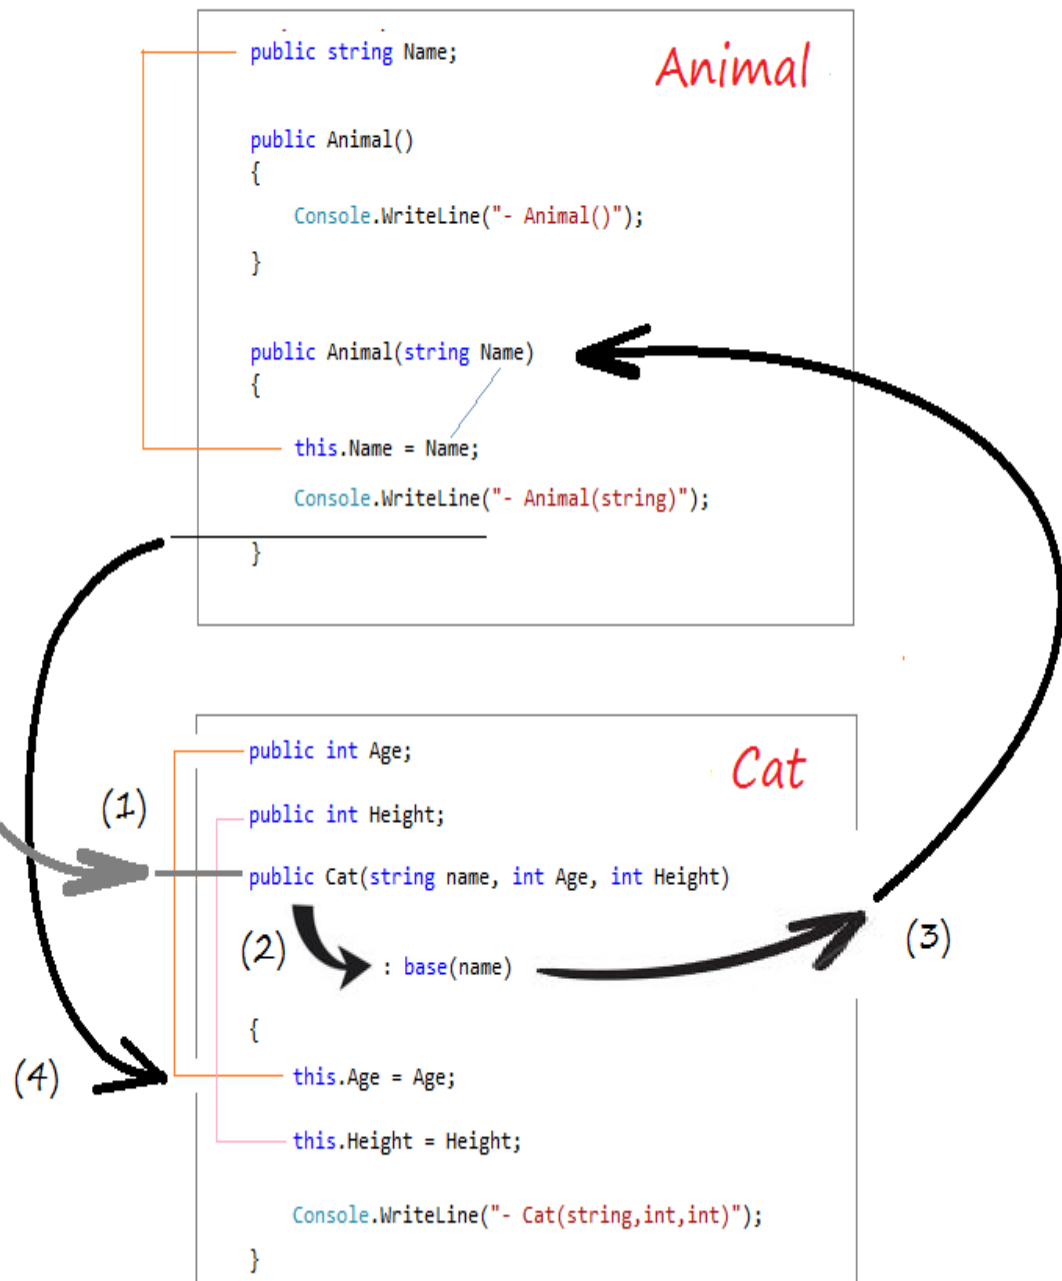 public string Name;
Animal
public Animal()
{
Console.WriteLine("- Animal()");
}
public Animal(string Name)
{
this.Name = Name;
Console.WriteLine("- Animal(string)");
}
public int Age;
Cat
(1)
public int Height;
public Cat(string name, int Age, int Height)
(2)
: base(name)
(3)
{
(4)
this.Age = Age;
this.Height = Height;
Console.WriteLine("- Cat(string,int,int)");
}